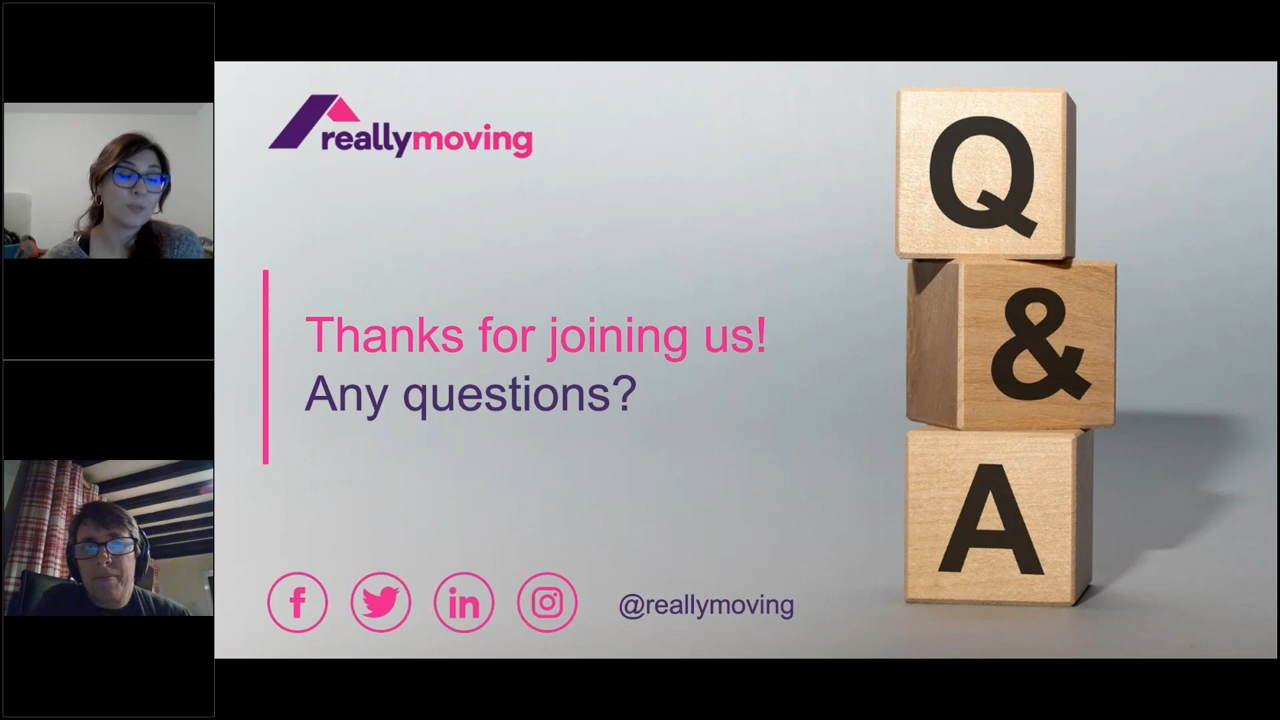 reallymoving
Thanks for joining us!
Any questions?
@reallymoving
Q
&
A